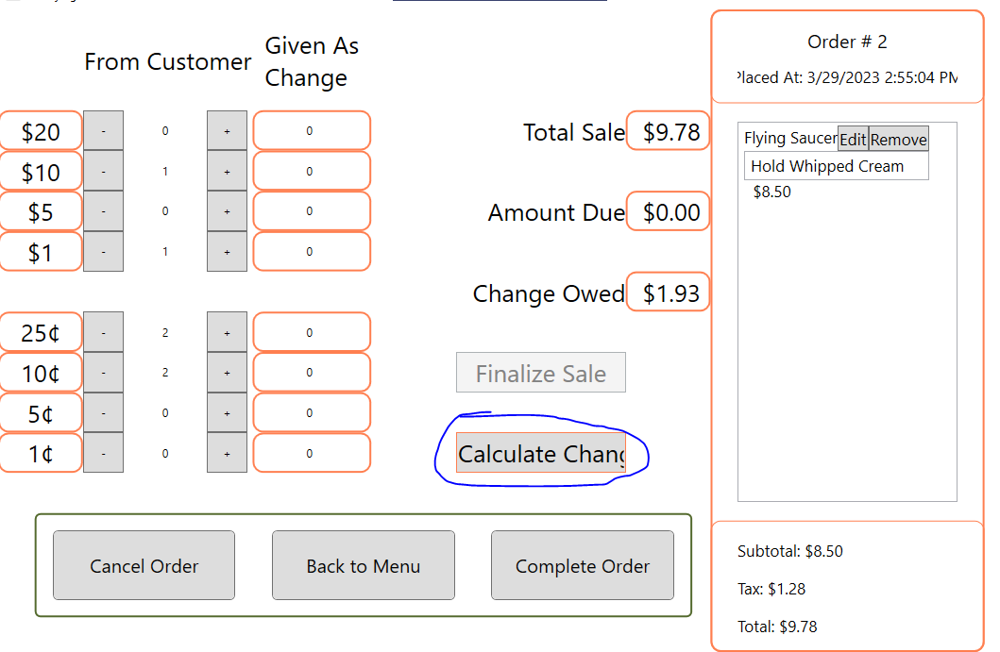 From Customer
Given As
Change
$20 - 0 + 0
$10 - 1 + 0
$5 - 0 + 0
$1 - 1 + 0
25¢ - 2 + 0
10¢ - 2 + 0
5¢ - 0 + 0
1¢ - 0 + 0
Total Sale $9.78
Amount Due $0.00
Change Owed $1.93
Finalize Sale
Calculate Chang
Cancel Order
Back to Menu
Complete Order
Order # 2
Placed At: 3/29/2023 2:55:04 PM
Flying Saucer Edit Remove
Hold Whipped Cream
$8.50
Subtotal: $8.50
Tax: $1.28
Total: $9.78